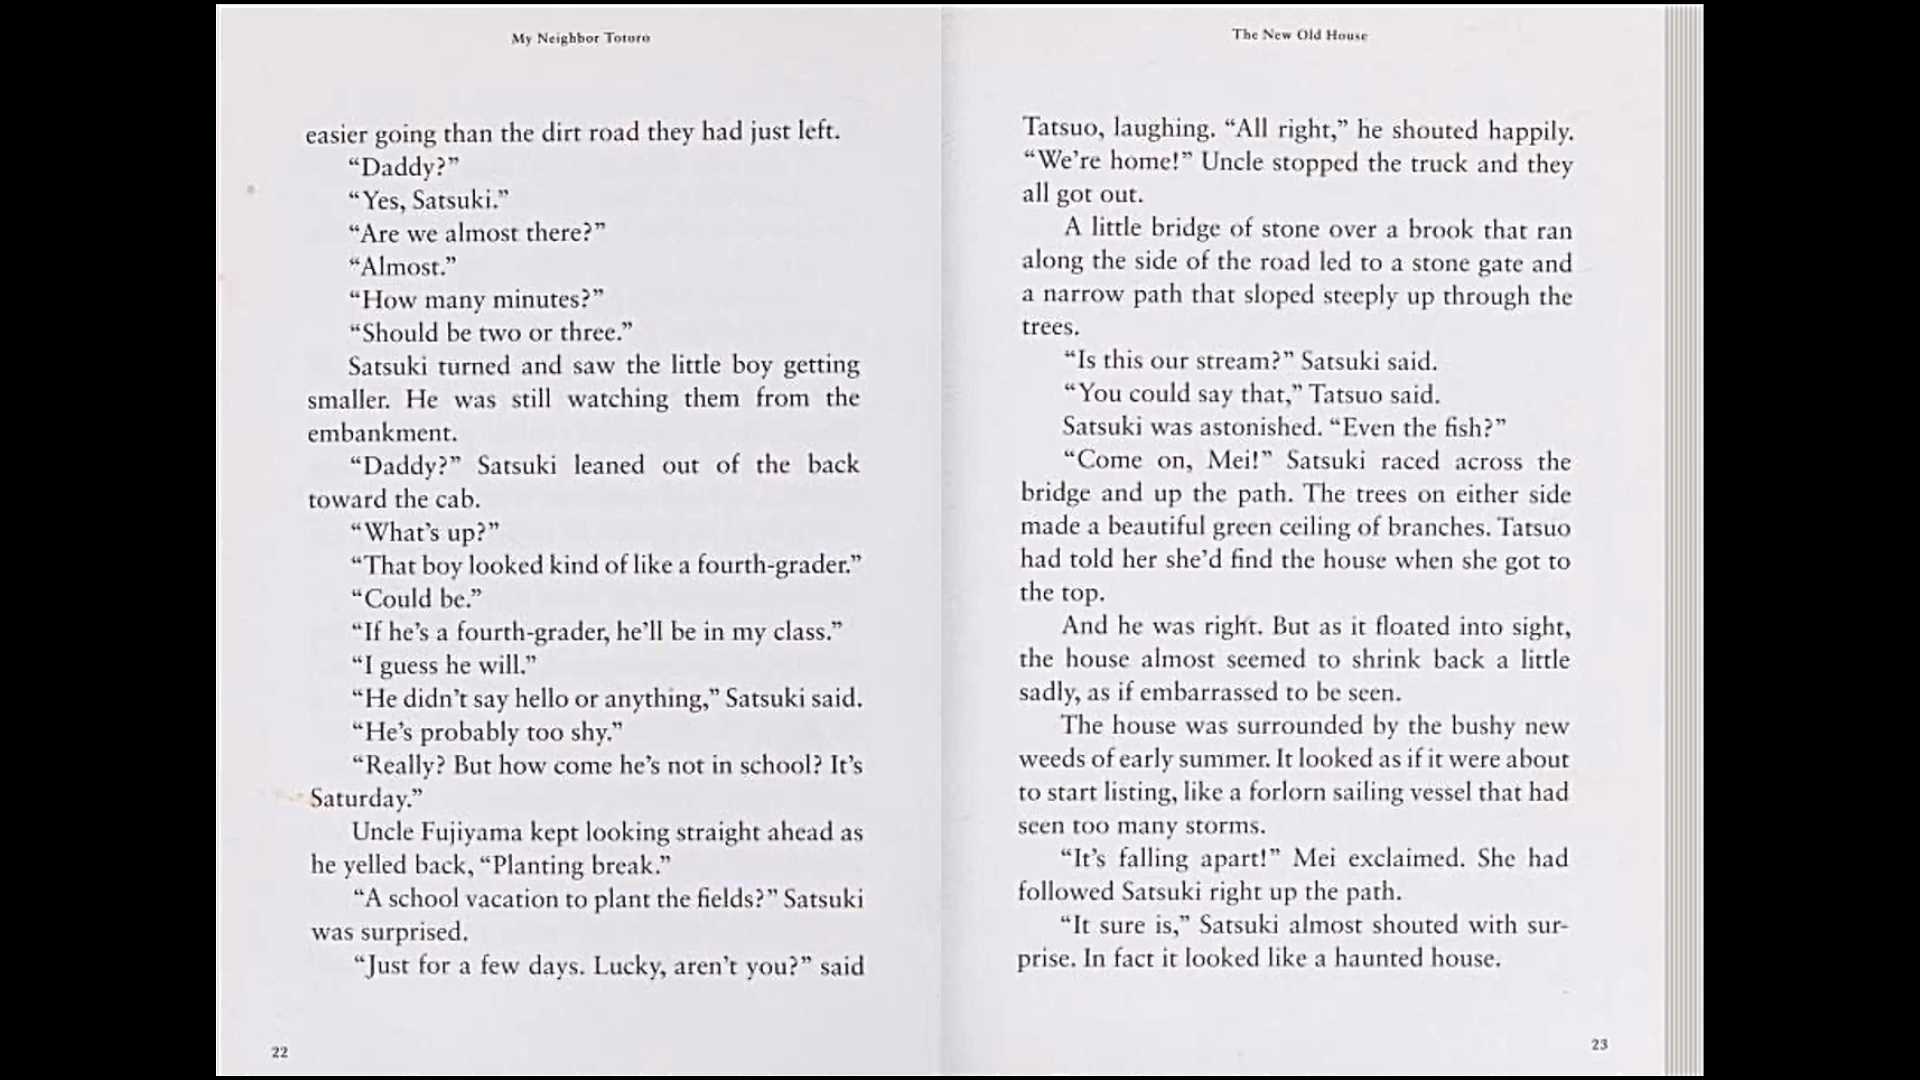 My Neighbor Totoro
easier going than the dirt road they had just left.
“Daddy?”
“Yes, Satsuki.”
“Are we almost there?”
“Almost.”
“How many minutes?”
“Should be two or three.”
Satsuki turned and saw the little boy getting
smaller. He was still watching them from the
embankment.
“Daddy?” Satsuki leaned out of the back
toward the cab.
“What’s up?”
“That boy looked kind of like a fourth-grader.”
“Could be.”
“If he’s a fourth-grader, he’ll be in my class.”
“I guess he will.”
“He didn’t say hello or anything,” Satsuki said.
“He’s probably too shy.”
“Really? But how come he’s not in school? It’s
Saturday.”
Uncle Fujiyama kept looking straight ahead as
he yelled back, “Planting break.”
“A school vacation to plant the fields?” Satsuki
was surprised.
“Just for a few days. Lucky, aren’t you?” said
22
The New Old House
Tatsuo, laughing. “All right,” he shouted happily.
“We’re home!” Uncle stopped the truck and they
all got out.
A little bridge of stone over a brook that ran
along the side of the road led to a stone gate and
a narrow path that sloped steeply up through the
trees.
“Is this our stream?” Satsuki said.
“You could say that,” Tatsuo said.
Satsuki was astonished. “Even the fish?”
“Come on, Mei!” Satsuki raced across the
bridge and up the path. The trees on either side
made a beautiful green ceiling of branches. Tatsuo
had told her she’d find the house when she got to
the top.
And he was right. But as it floated into sight,
the house almost seemed to shrink back a little
sadly, as if embarrassed to be seen.
The house was surrounded by the bushy new
weeds of early summer. It looked as if it were about
to start listing, like a forlorn sailing vessel that had
seen too many storms.
“It’s falling apart!” Mei exclaimed. She had
followed Satsuki right up the path.
“It sure is,” Satsuki almost shouted with sur-
prise. In fact it looked like a haunted house.
23